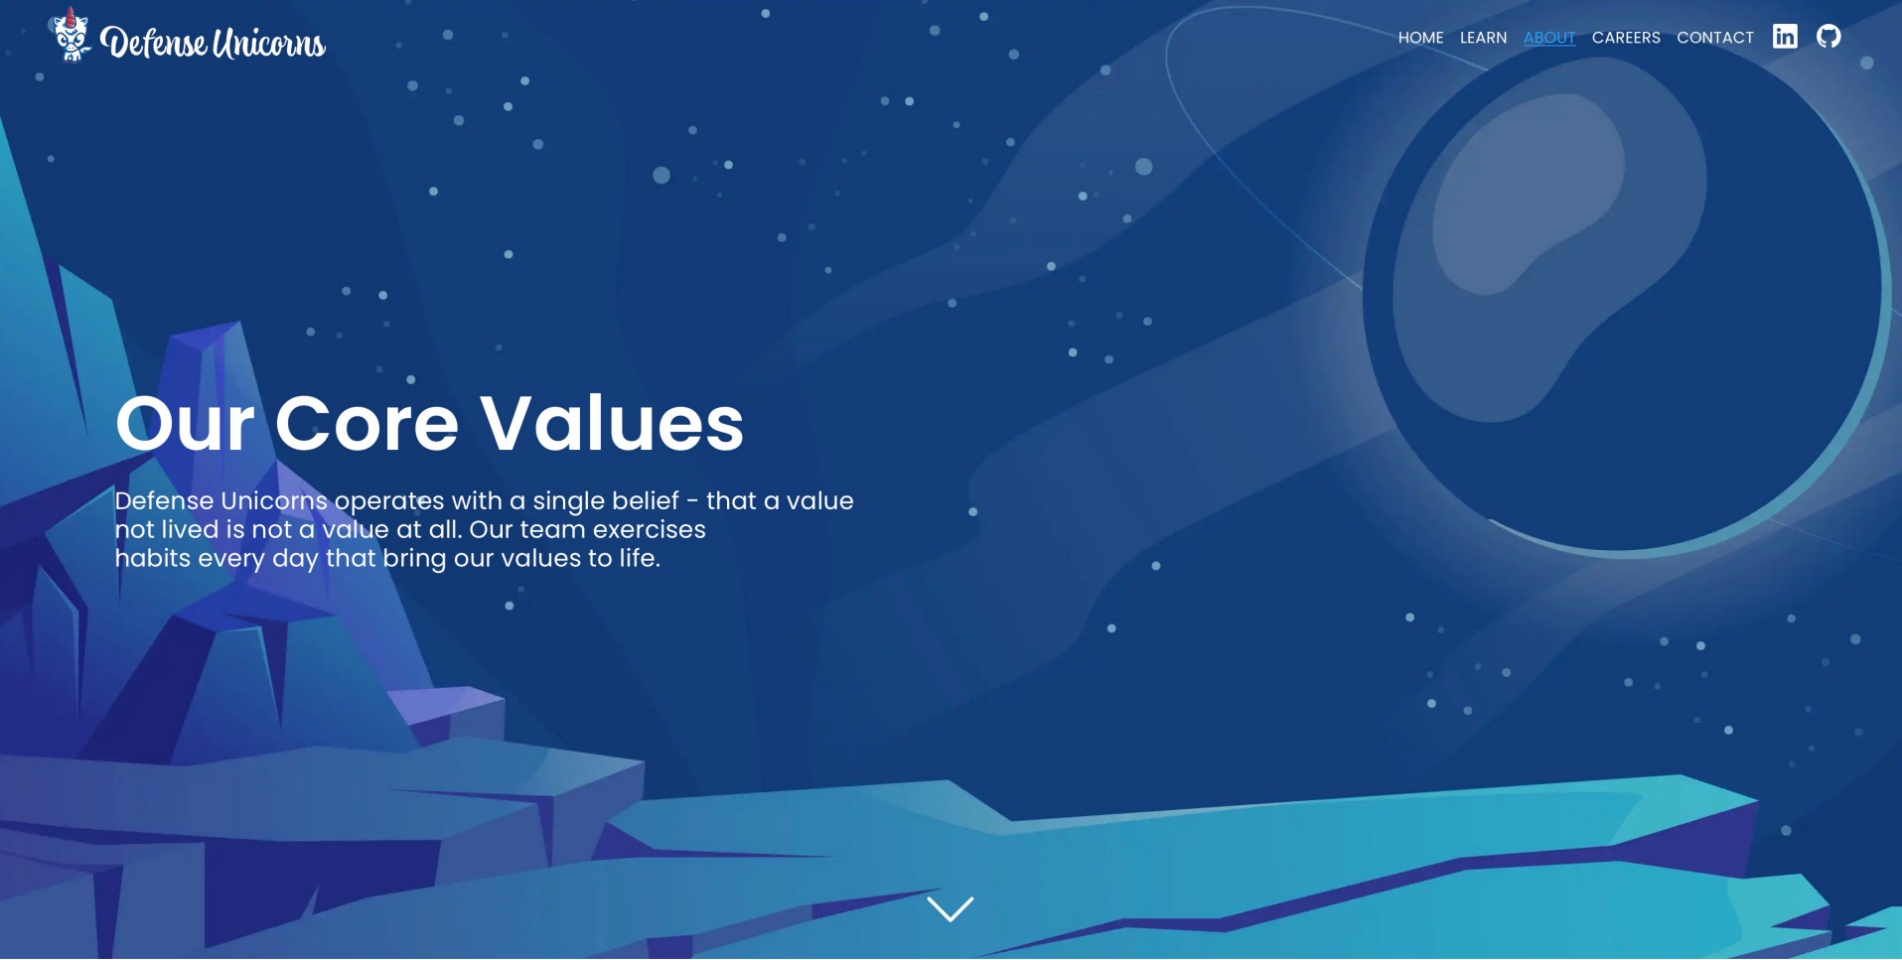 Defense Unicorns
HOME LEARN ABOUT CAREERS CONTACT in
Our Core Values
Defense Unicorns operates with a single belief - that a value
not lived is not a value at all. Our team exercises
habits every day that bring our values to life.